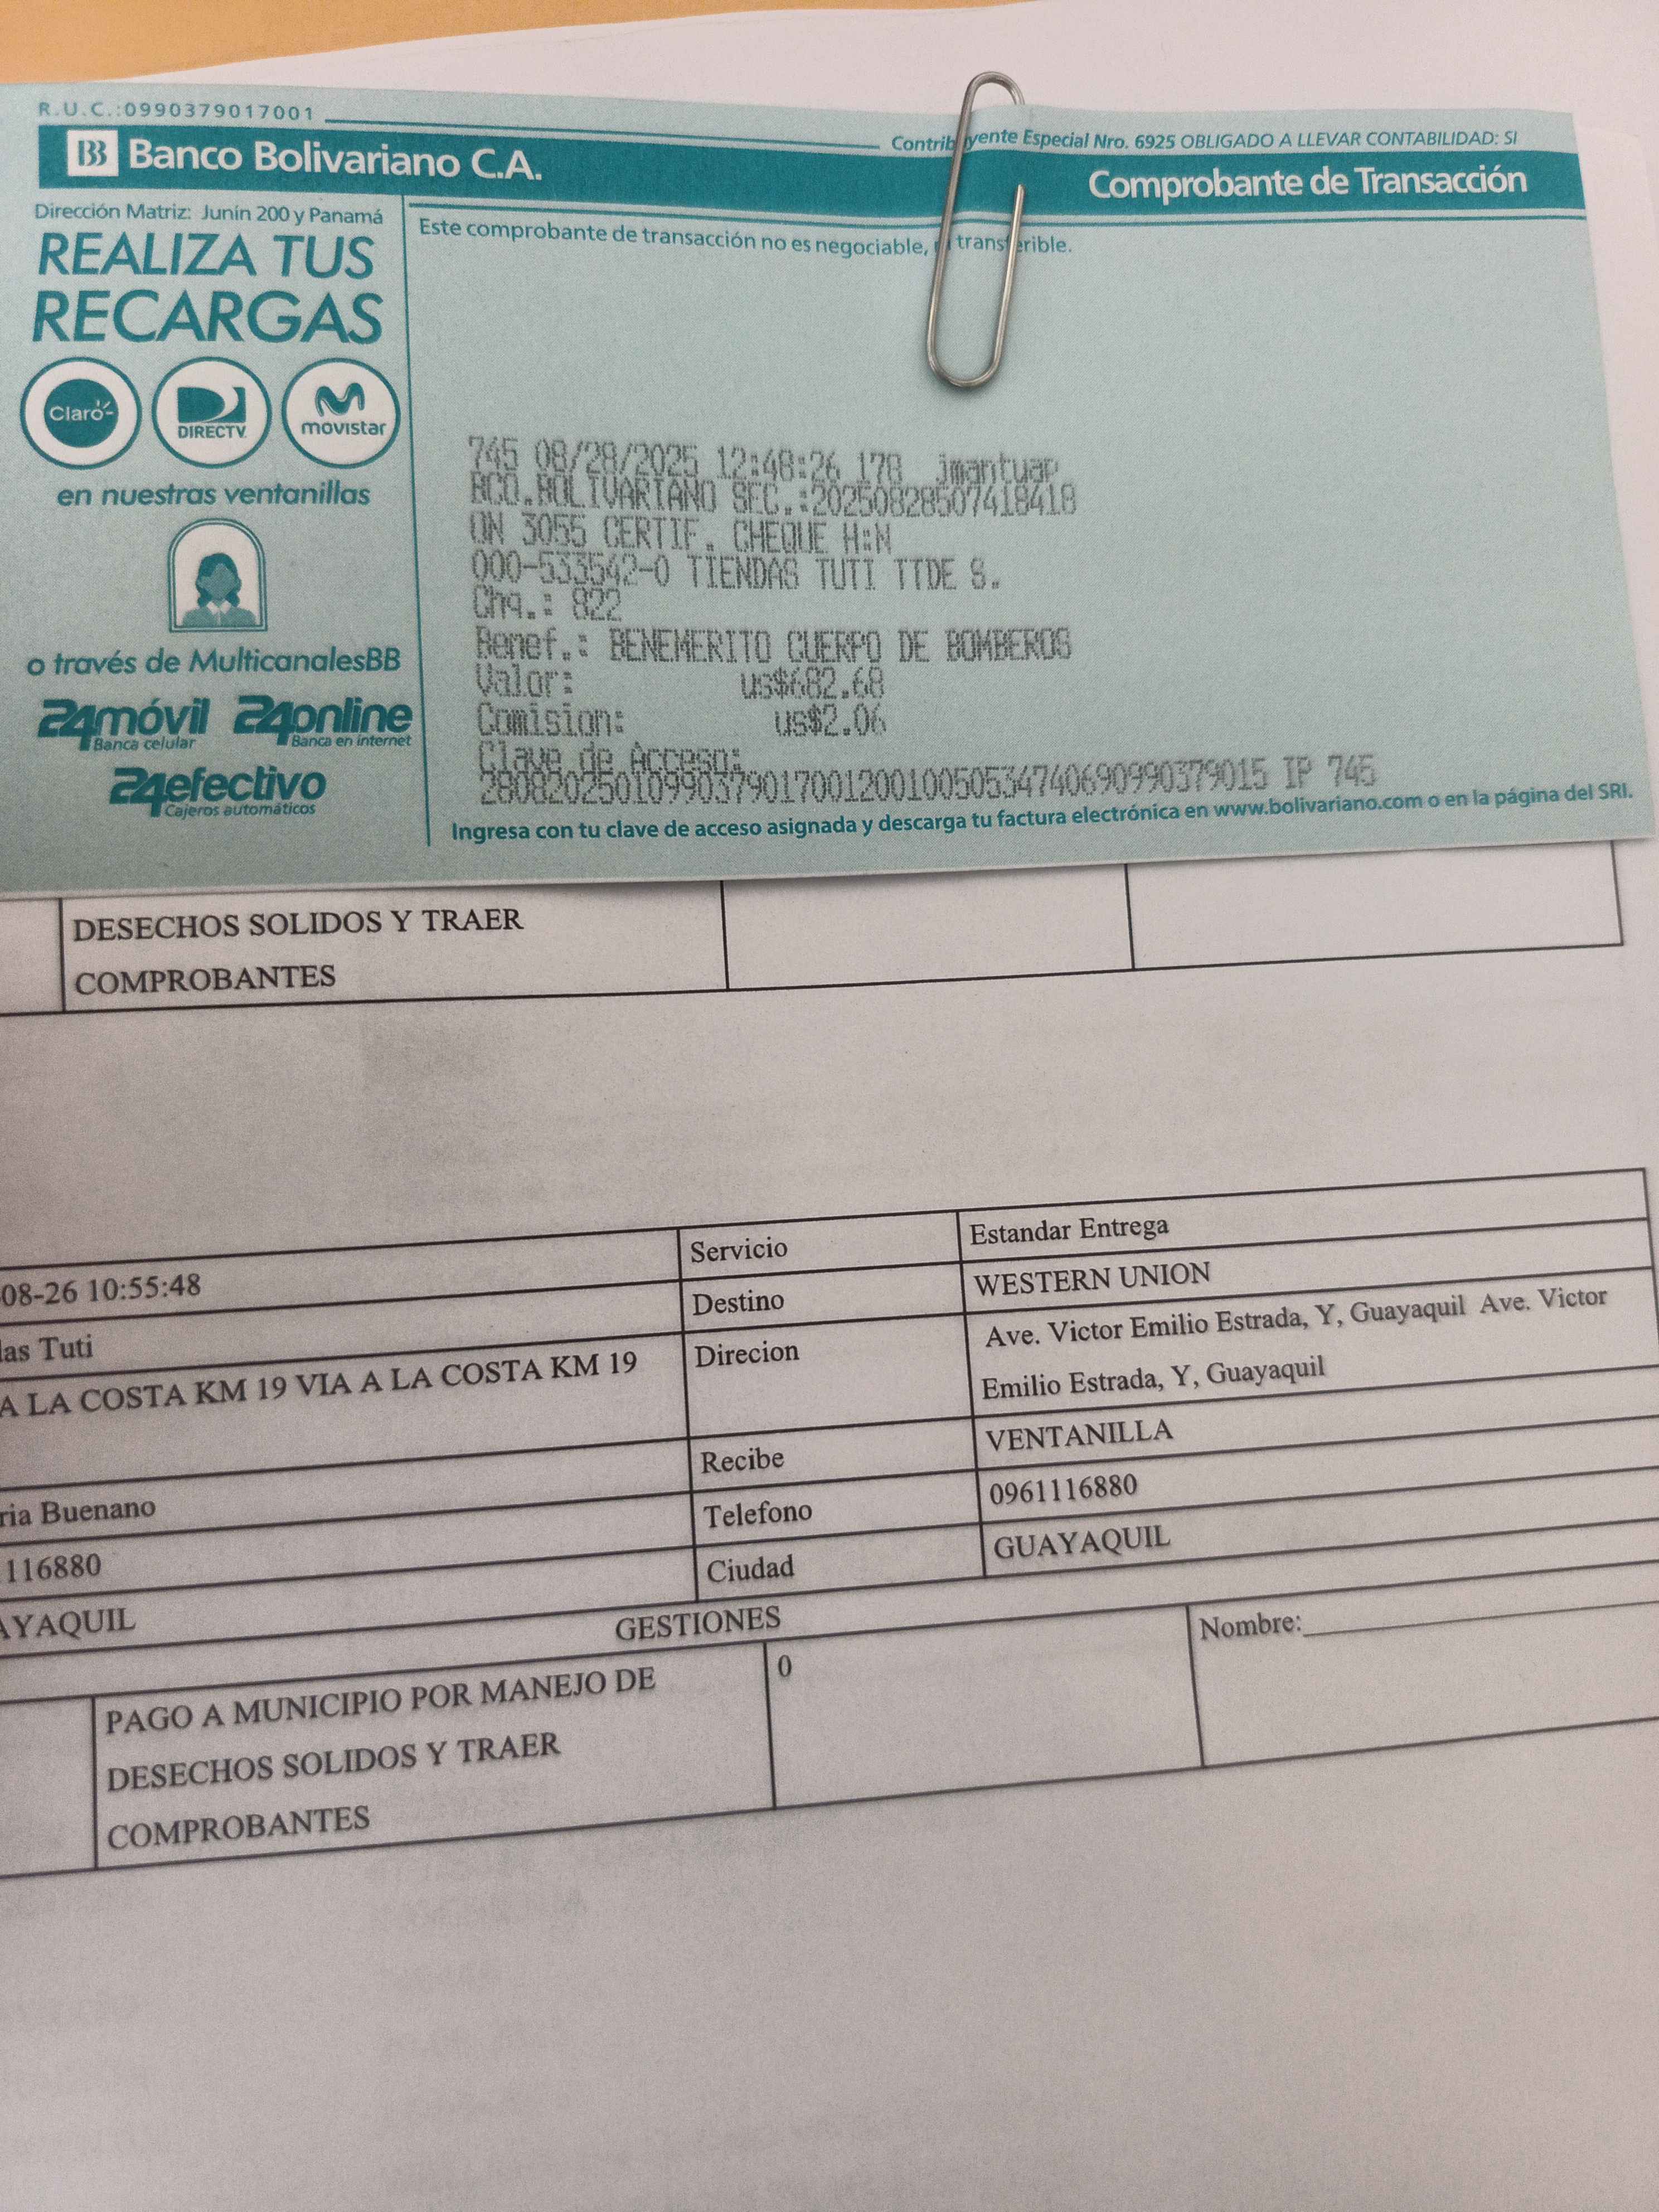 R.U.C.:0990379017001
Contribuyente Especial Nro. 6925 OBLIGADO A LLEVAR CONTABILIDAD: SI
BB Banco Bolivariano C.A.
Comprobante de Transacción
Dirección Matriz: Junín 200 y Panamá
Este comprobante de transacción no es negociable, transferible.
REALIZA TUS
RECARGAS
Claro
DIRECTV
movistar
en nuestras ventanillas
o través de MulticanalesBB
24móvil
Banca celular
24online
Banca en internet
24efectivo
Cajeros automáticos
745 08/28/2025 12:48:26 178 jmantuap
BCO.BOLIVARIANO SEC.:20250828507418418
ON 3055 CERTIF. CHEQUE H:N
000-533542-0 TIENDAS TUTI TTDE S.
Chq.: 822
Benef.: BENEMERITO CUERPO DE BOMBEROS
Valor: us$682.68
Comision: us$2.06
Clave de Acceso:
2808202501099037901700120010050534740690990379015 IP 745
Ingresa con tu clave de acceso asignada y descarga tu factura electrónica en www.bolivariano.com o en la página del SRI.
DESECHOS SOLIDOS Y TRAER
COMPROBANTES
08-26 10:55:48
Servicio
Estandar Entrega
las Tuti
Destino
WESTERN UNION
A LA COSTA KM 19 VIA A LA COSTA KM 19
Direcion
Ave. Victor Emilio Estrada, Y, Guayaquil Ave. Victor
Emilio Estrada, Y, Guayaquil
ria Buenano
Recibe
VENTANILLA
116880
Telefono
0961116880
AYAQUIL
Ciudad
GUAYAQUIL
GESTIONES
PAGO A MUNICIPIO POR MANEJO DE
DESECHOS SOLIDOS Y TRAER
COMPROBANTES
0
Nombre: